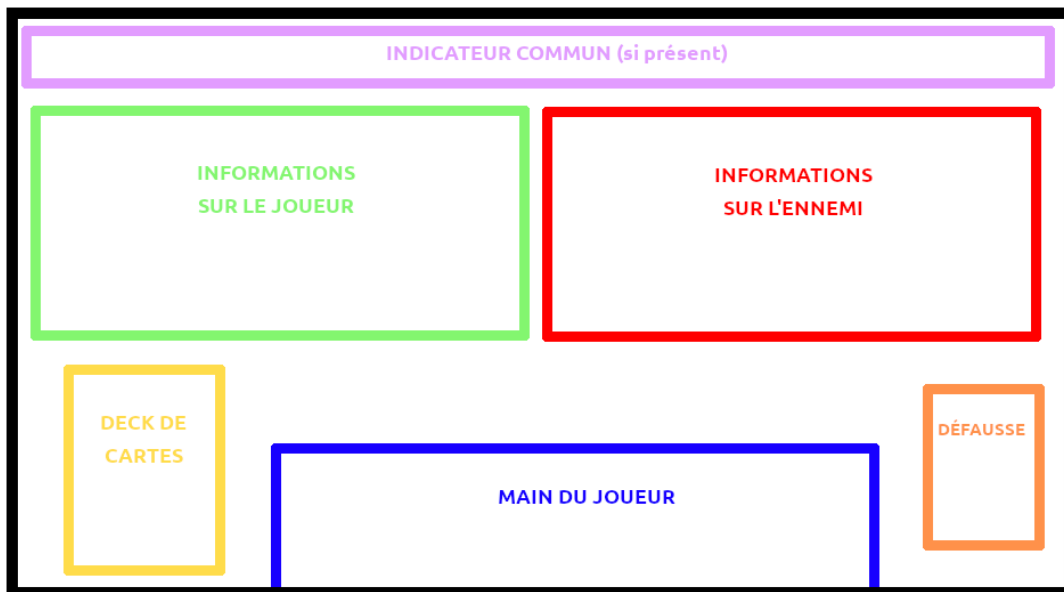 INDICATEUR COMMUN (si présent)
INFORMATIONS
SUR LE JOUEUR
INFORMATIONS
SUR L'ENNEMI
DECK DE
CARTES
MAIN DU JOUEUR
DÉFAUSSE